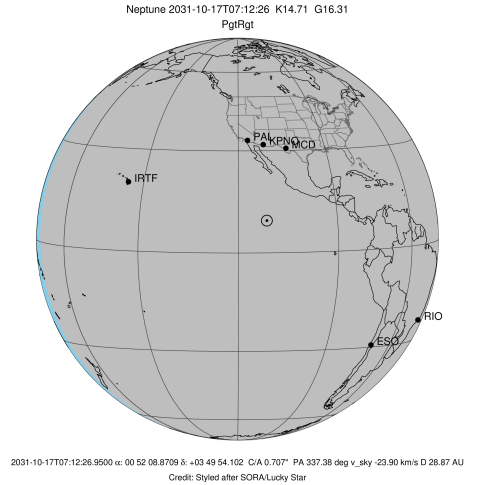 Neptune 2031-10-17T07:12:26 K14.71 G16.31
PgtRgt
PAL
KPNO
MCD
IRTF
RIO
ESO
2031-10-17T07:12:26.9500 α: 00 52 08.8709 δ: +03 49 54.102 C/A 0.707" PA 337.38 deg v_sky -23.90 km/s D 28.87 AU
Credit: Styled after SORA/Lucky Star